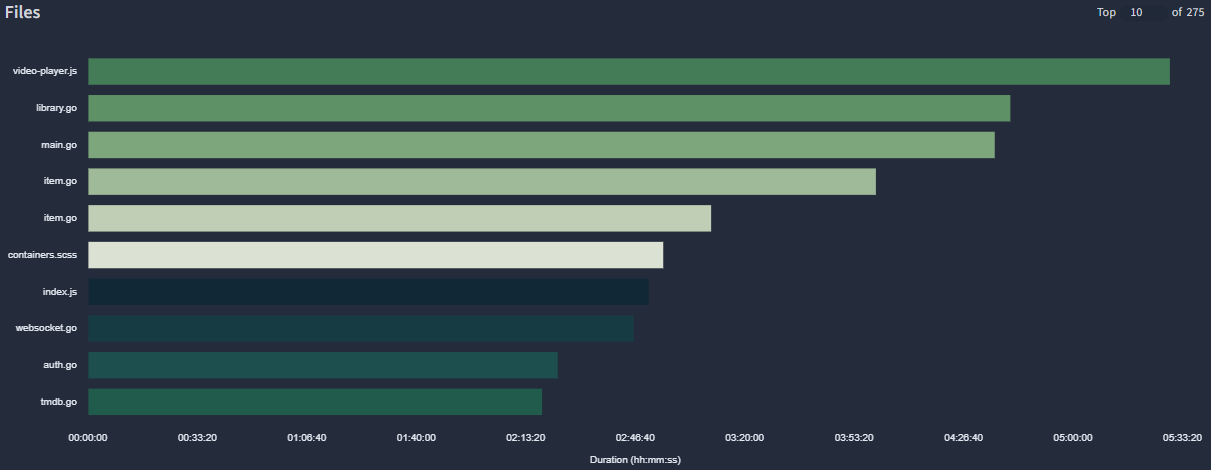 Files
Top 10 of 275
video-player.js
library.go
main.go
item.go
item.go
containers.scss
index.js
websocket.go
auth.go
tmdb.go
00:00:00 00:33:20 01:06:40 01:40:00 02:13:20 02:46:40 03:20:00 03:53:20 04:26:40 05:00:00 05:33:20
Duration (hh:mm:ss)